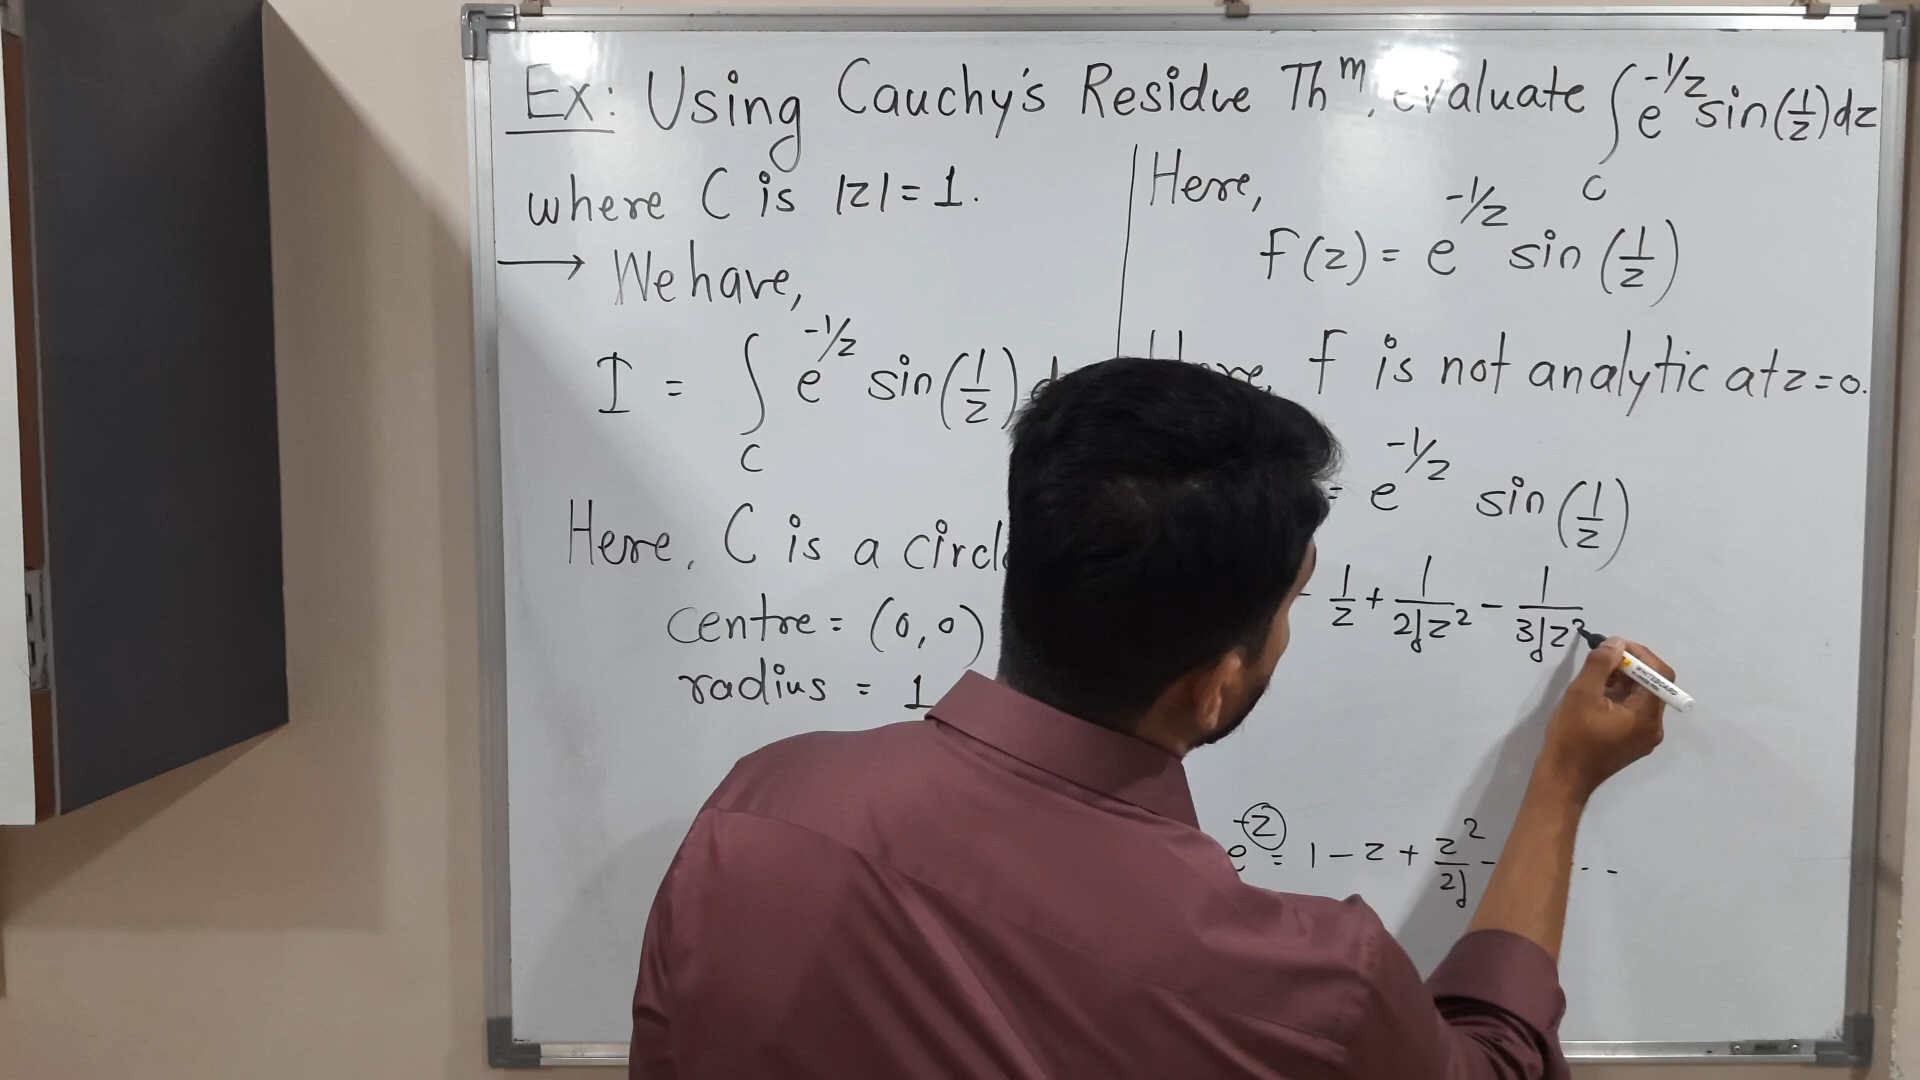 Ex: Using Cauchy's Residue Thᵐ, evaluate ∫ e^{-1/z} sin(1/z) dz
C
where C is |z| = 1.
→ We have,
I = ∫ e^{-1/z} sin(1/z)
C
Here, C is a circle
centre = (0,0)
radius = 1
Here,
f(z) = e^{-1/z} sin(1/z)
f is not analytic at z=0.
= e^{-1/z} sin(1/z)
- 1/z + 1/(2!z²) - 1/(3!z³
e^{-z} = 1 - z + z²/2! - ..